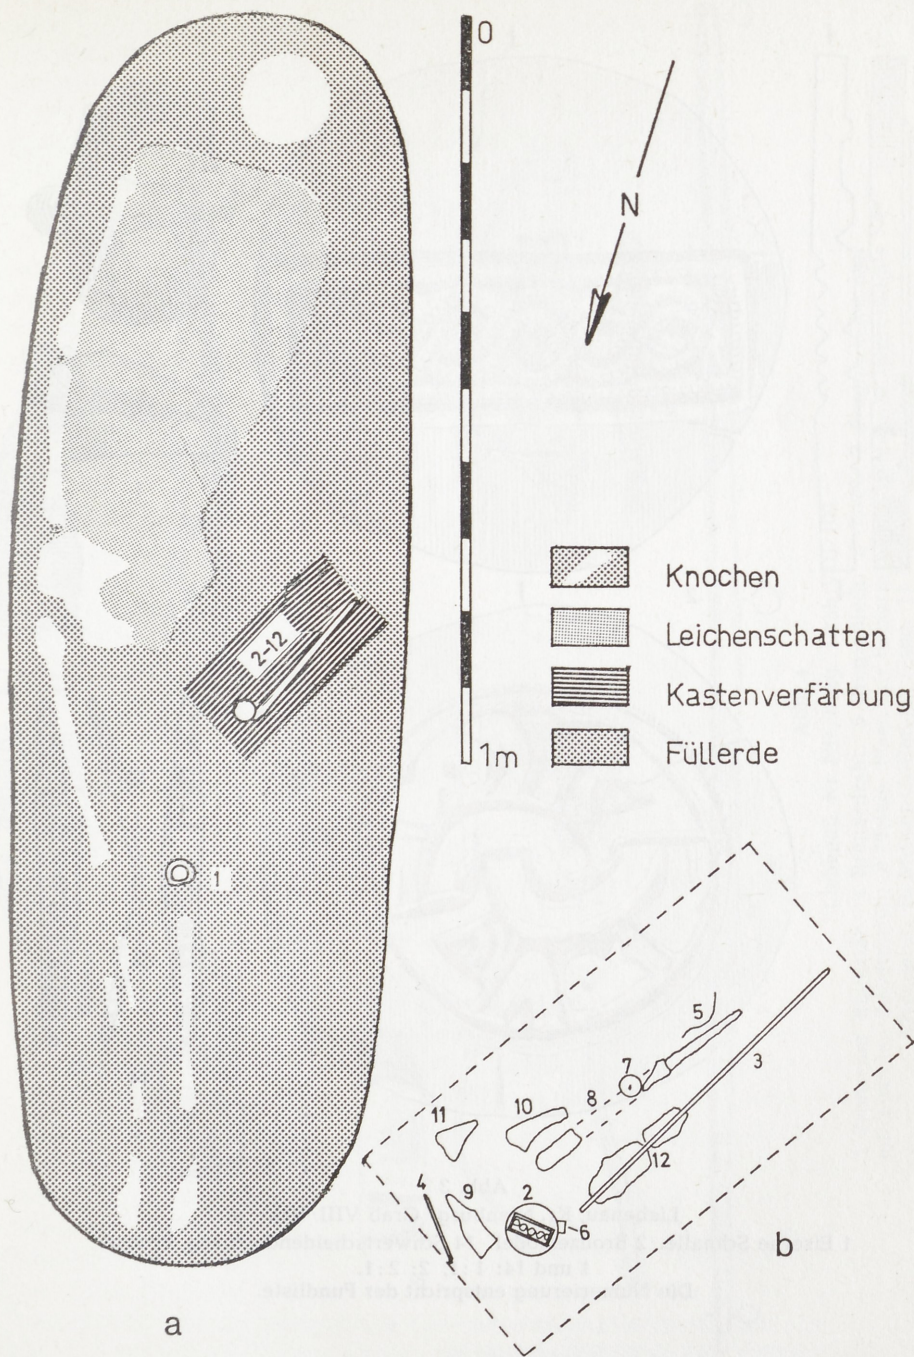 0
N
Knochen
Leichenschatten
Kastenverfärbung
Füllerde
1m
2-12
1
5
7
3
8
10
11
12
4
9
2
6
b
a